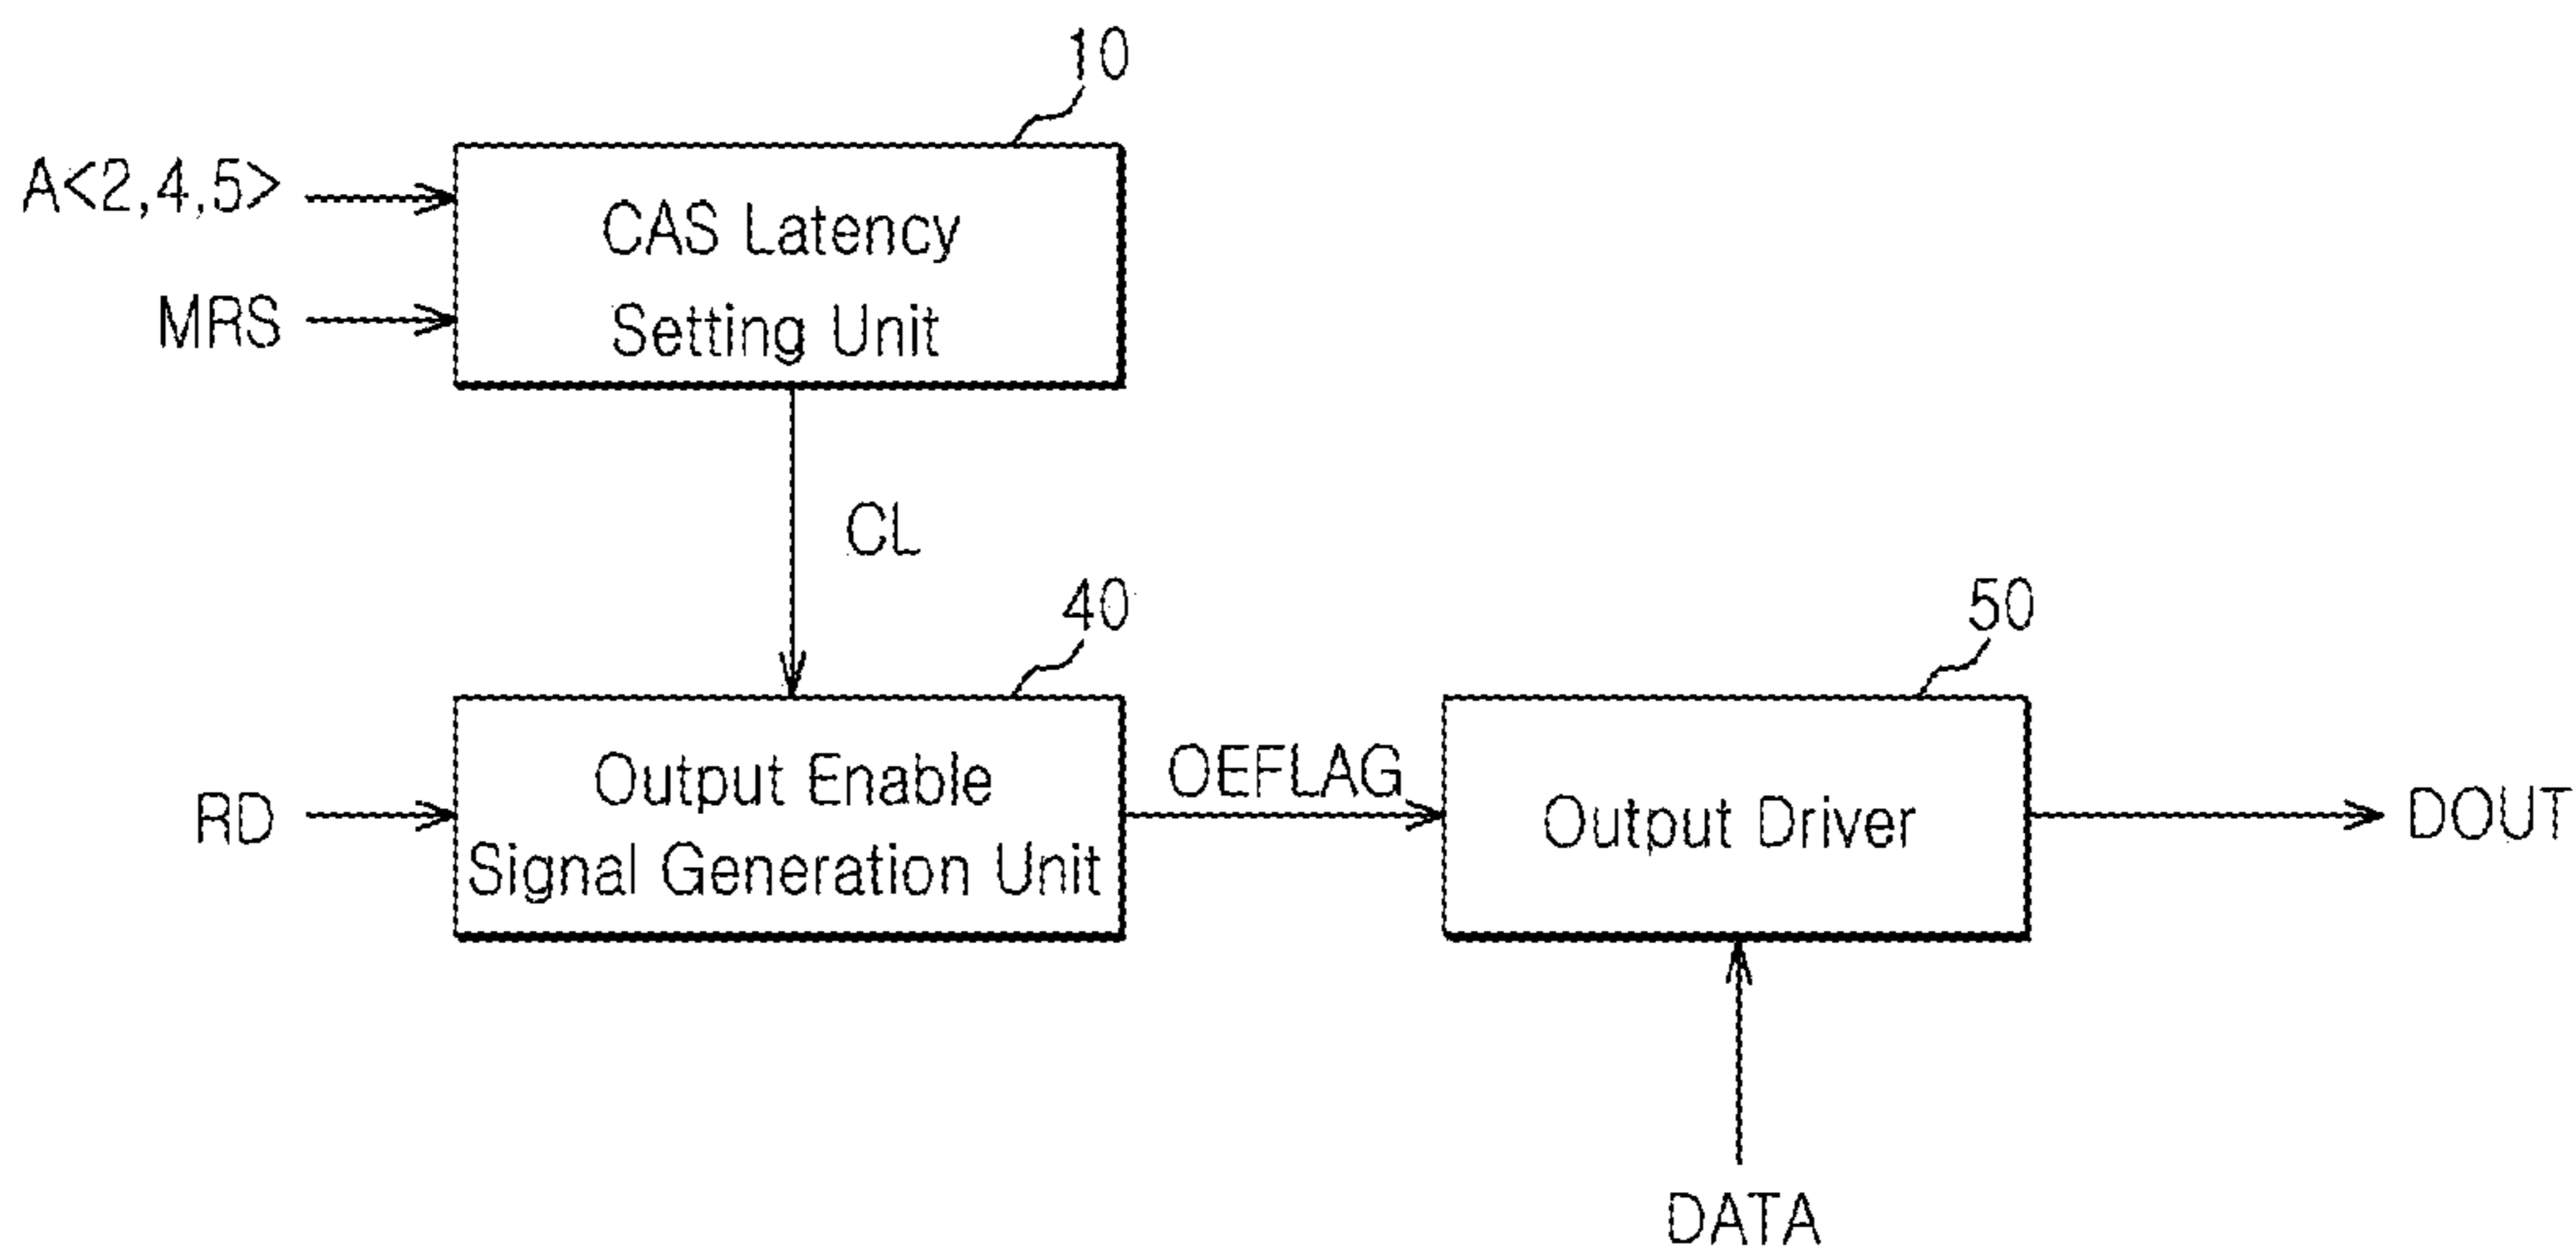 10
A<2,4,5>
CAS Latency
Setting Unit
MRS
CL
40
50
Output Enable
Signal Generation Unit
RD
OEFLAG
Output Driver
DOUT
DATA